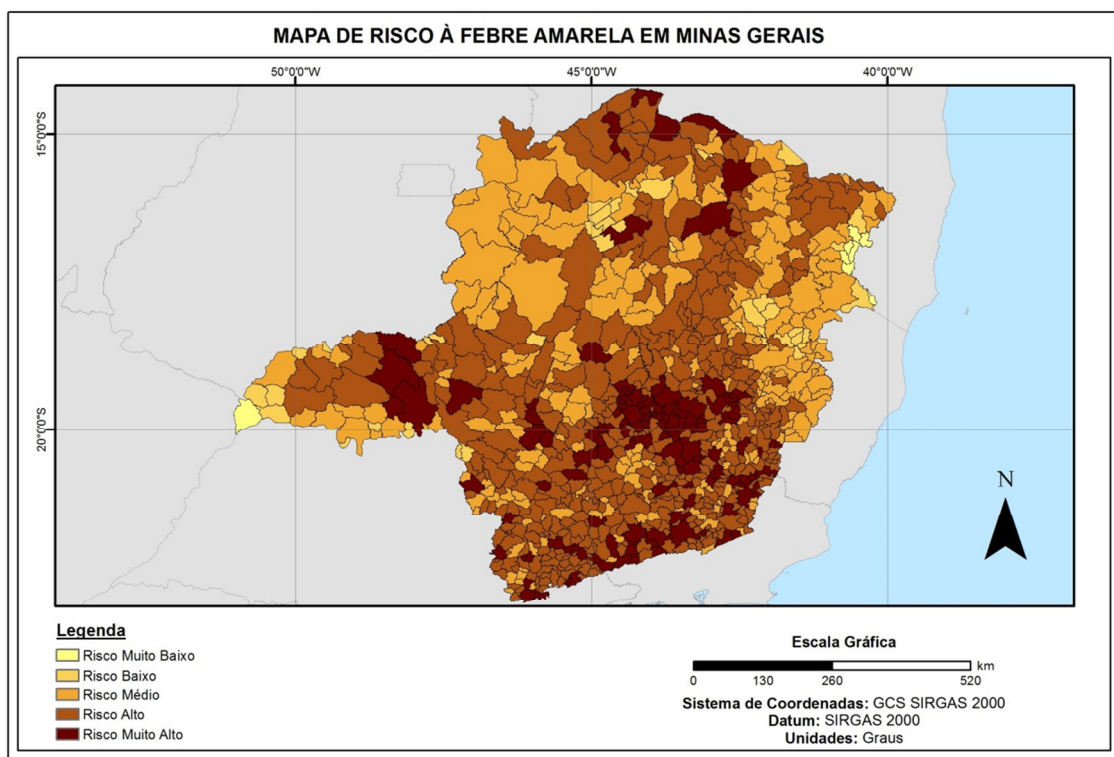 MAPA DE RISCO À FEBRE AMARELA EM MINAS GERAIS
50°0'0"W
45°0'0"W
40°0'0"W
15°0'0"S
20°0'0"S
N
Legenda
Risco Muito Baixo
Risco Baixo
Risco Médio
Risco Alto
Risco Muito Alto
Escala Gráfica
km
0 130 260 520
Sistema de Coordenadas: GCS SIRGAS 2000
Datum: SIRGAS 2000
Unidades: Graus